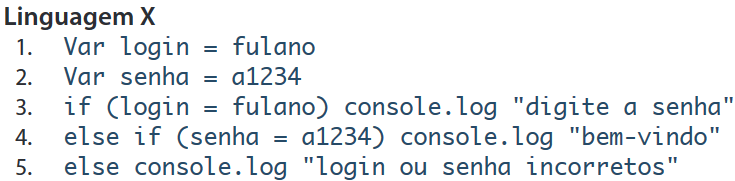 Linguagem X
1. Var login = fulano
2. Var senha = a1234
3. if (login = fulano) console.log "digite a senha"
4. else if (senha = a1234) console.log "bem-vindo"
5. else console.log "login ou senha incorretos"